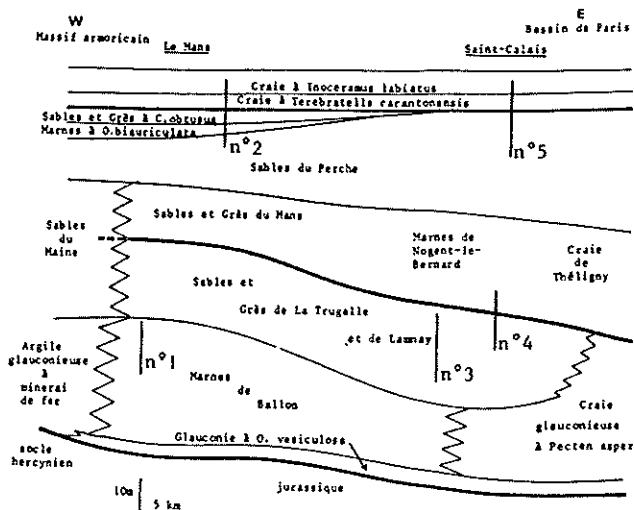 W
Massif armoricain
Le Mans
Saint-Calais
E
Bassin de Paris
Craie à Inoceramus labiatus
Craie à Terebratella carantonensis
Sables et Grès à C.obtusus
Marnes à O.biauriculata
n°2
n°5
Sables du Perche
Sables et Grès du Mans
Sables
du
Maine
Marnes de
Nogent-le-
Bernard
Craie
de
Théligny
Sables et
Grès de La Trugalle
et de Launay
n°4
n°1
n°3
Argile
glauconieuse
à
minerai
de fer
Marnes
de
Ballon
Craie
glauconieuse
à Pecten asper
Glauconie à O. vesiculosa
socle
hercynien
jurassique
10m
5 km